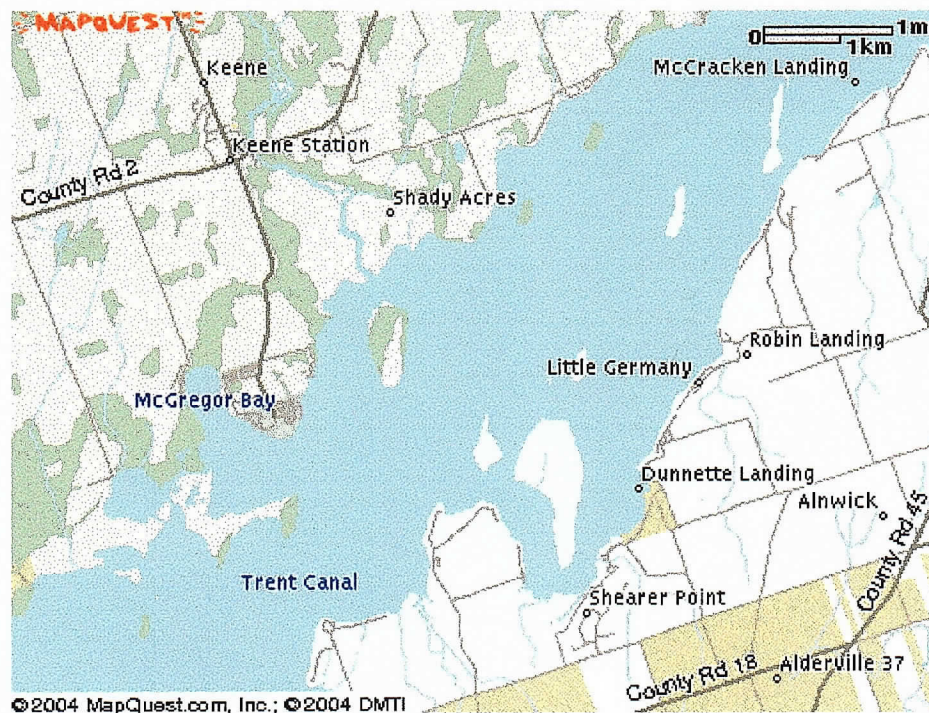 MAPQUEST
0 1m
1km
McCracken Landing
Keene
Keene Station
County Rd 2
Shady Acres
Robin Landing
Little Germany
McGregor Bay
Dunnette Landing
Alnwick
County Rd 45
Trent Canal
Shearer Point
County Rd 18
Alderville 37
©2004 MapQuest.com, Inc.; ©2004 DMTI